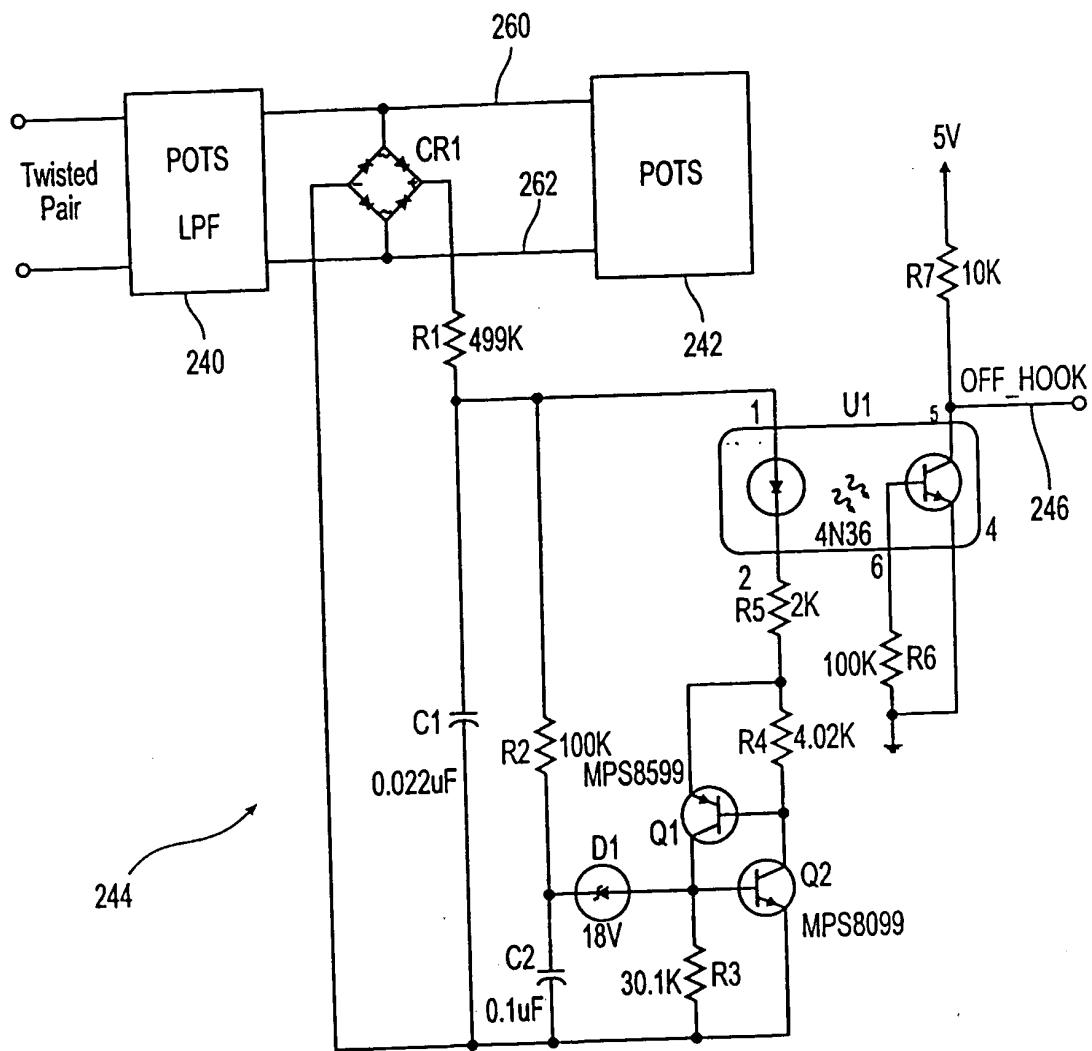 260
Twisted
Pair
POTS
LPF
CR1
262
POTS
5V
R7 10K
240
R1 499K
242
OFF_HOOK
246
U1
1
5
4N36
4
2
6
R5 2K
100K R6
C1
0.022uF
R2 100K
R4 4.02K
MPS8599
Q1
D1
18V
Q2
MPS8099
244
C2
0.1uF
30.1K R3